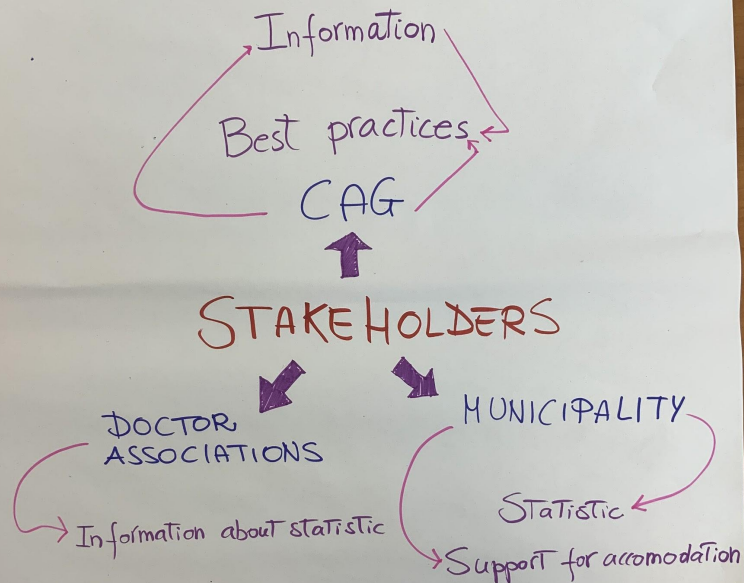 Information
Best practices
CAG
STAKEHOLDERS
DOCTOR
ASSOCIATIONS
MUNICIPALITY
Information about statistic
Statistic
Support for accomodation